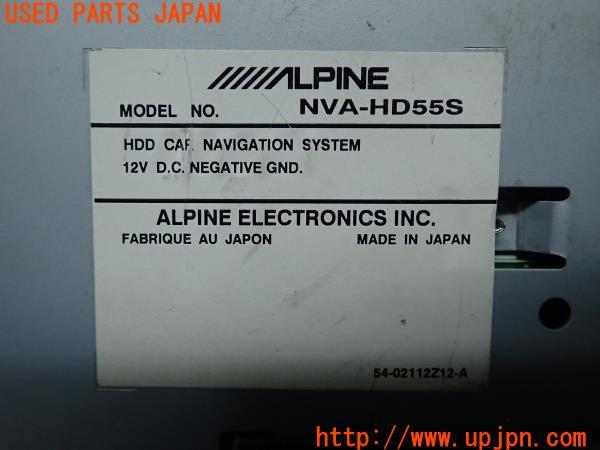 USED PARTS JAPAN
ALPINE
MODEL NO. NVA-HD55S
HDD CAR NAVIGATION SYSTEM
12V D.C. NEGATIVE GND.
ALPINE ELECTRONICS INC.
FABRIQUE AU JAPON MADE IN JAPAN
54-02112Z12-A
http://www.upjpn.com/